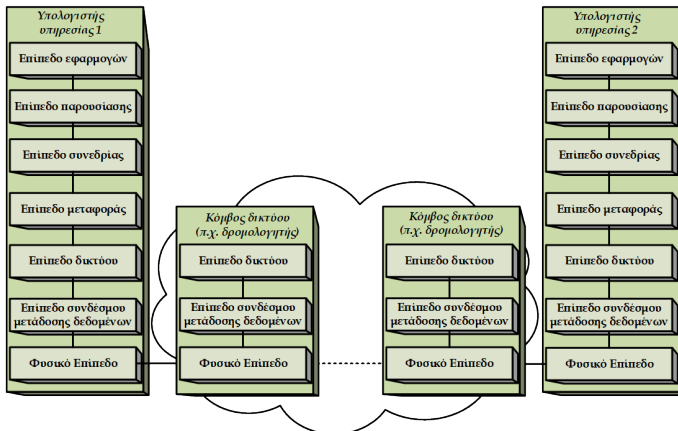 Υπολογιστής
υπηρεσίας 1
Επίπεδο εφαρμογών
Επίπεδο παρουσίασης
Επίπεδο συνεδρίας
Επίπεδο μεταφοράς
Επίπεδο δικτύου
Επίπεδο συνδέσμου
μετάδοσης δεδομένων
Φυσικό Επίπεδο
Κόμβος δικτύου
(π.χ. δρομολογητής)
Επίπεδο δικτύου
Επίπεδο συνδέσμου
μετάδοσης δεδομένων
Φυσικό Επίπεδο
Κόμβος δικτύου
(π.χ. δρομολογητής)
Επίπεδο δικτύου
Επίπεδο συνδέσμου
μετάδοσης δεδομένων
Φυσικό Επίπεδο
Υπολογιστής
υπηρεσίας 2
Επίπεδο εφαρμογών
Επίπεδο παρουσίασης
Επίπεδο συνεδρίας
Επίπεδο μεταφοράς
Επίπεδο δικτύου
Επίπεδο συνδέσμου
μετάδοσης δεδομένων
Φυσικό Επίπεδο